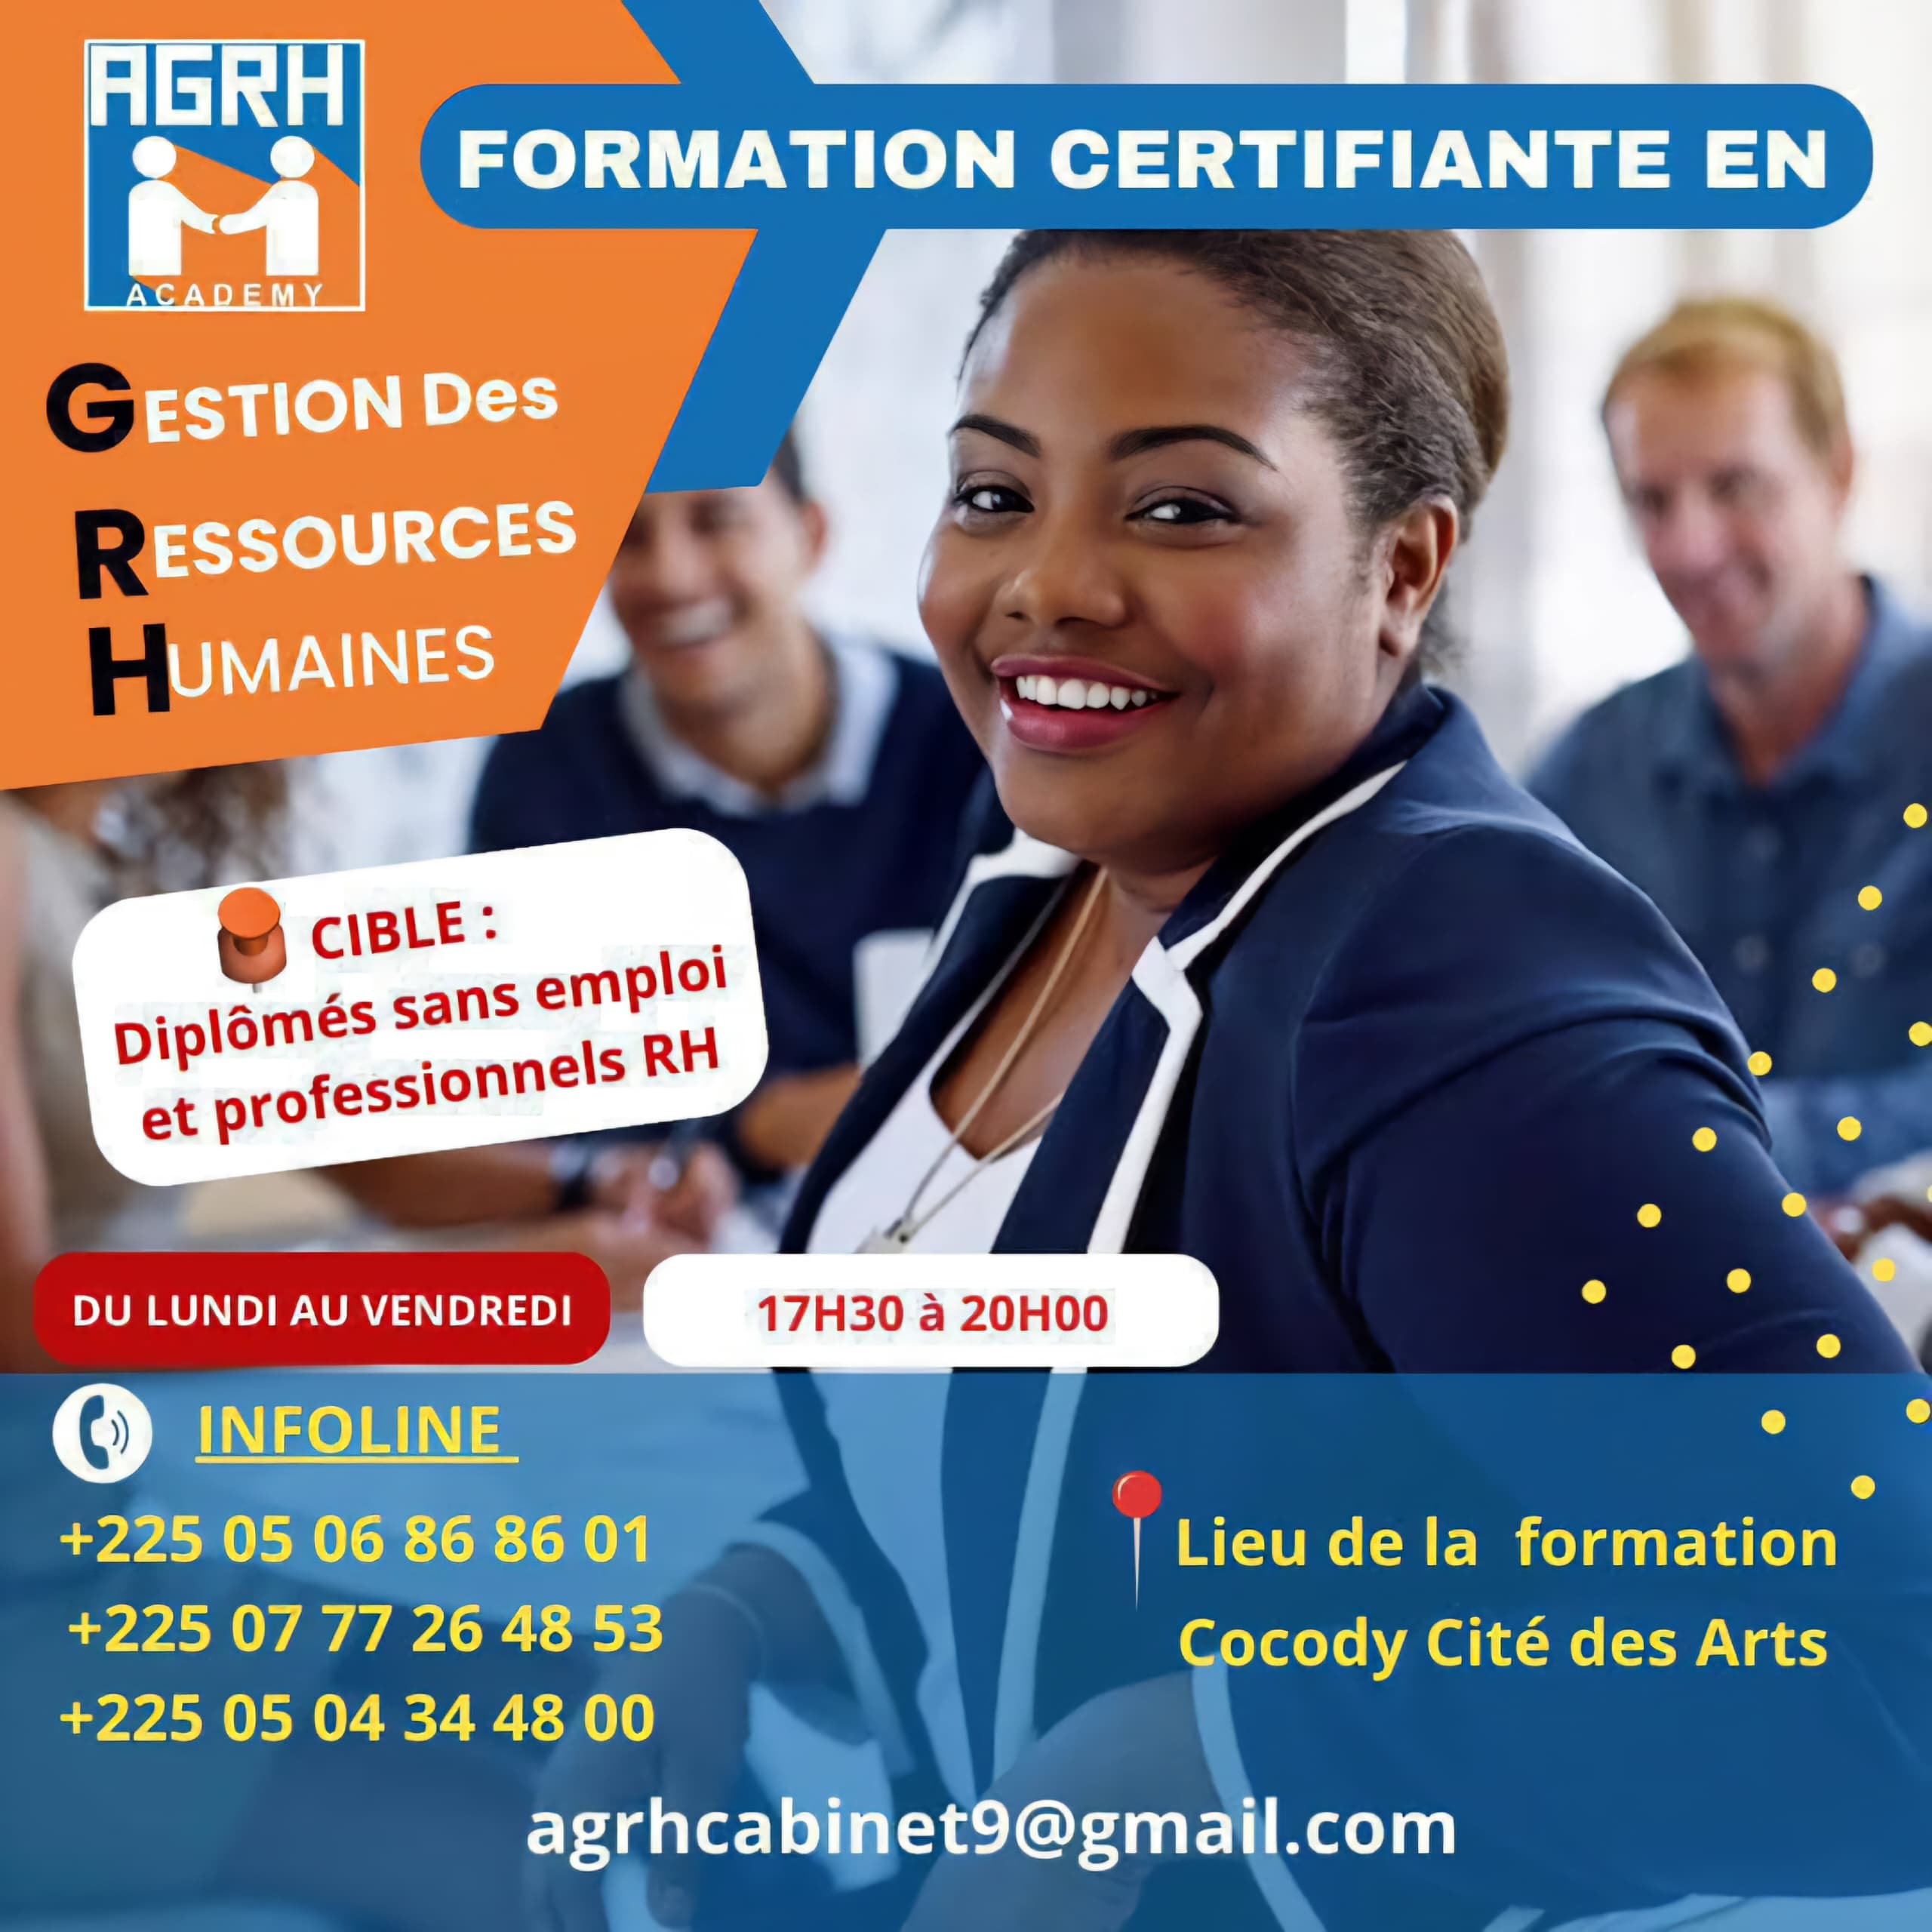 AGRH
ACADEMY
FORMATION CERTIFIANTE EN
GESTION Des
RESSOURCES
HUMAINES
CIBLE :
Diplômés sans emploi
et professionnels RH
DU LUNDI AU VENDREDI
17H30 à 20H00
INFOLINE
+225 05 06 86 86 01
+225 07 77 26 48 53
+225 05 04 34 48 00
Lieu de la formation
Cocody Cité des Arts
agrhcabinet9@gmail.com